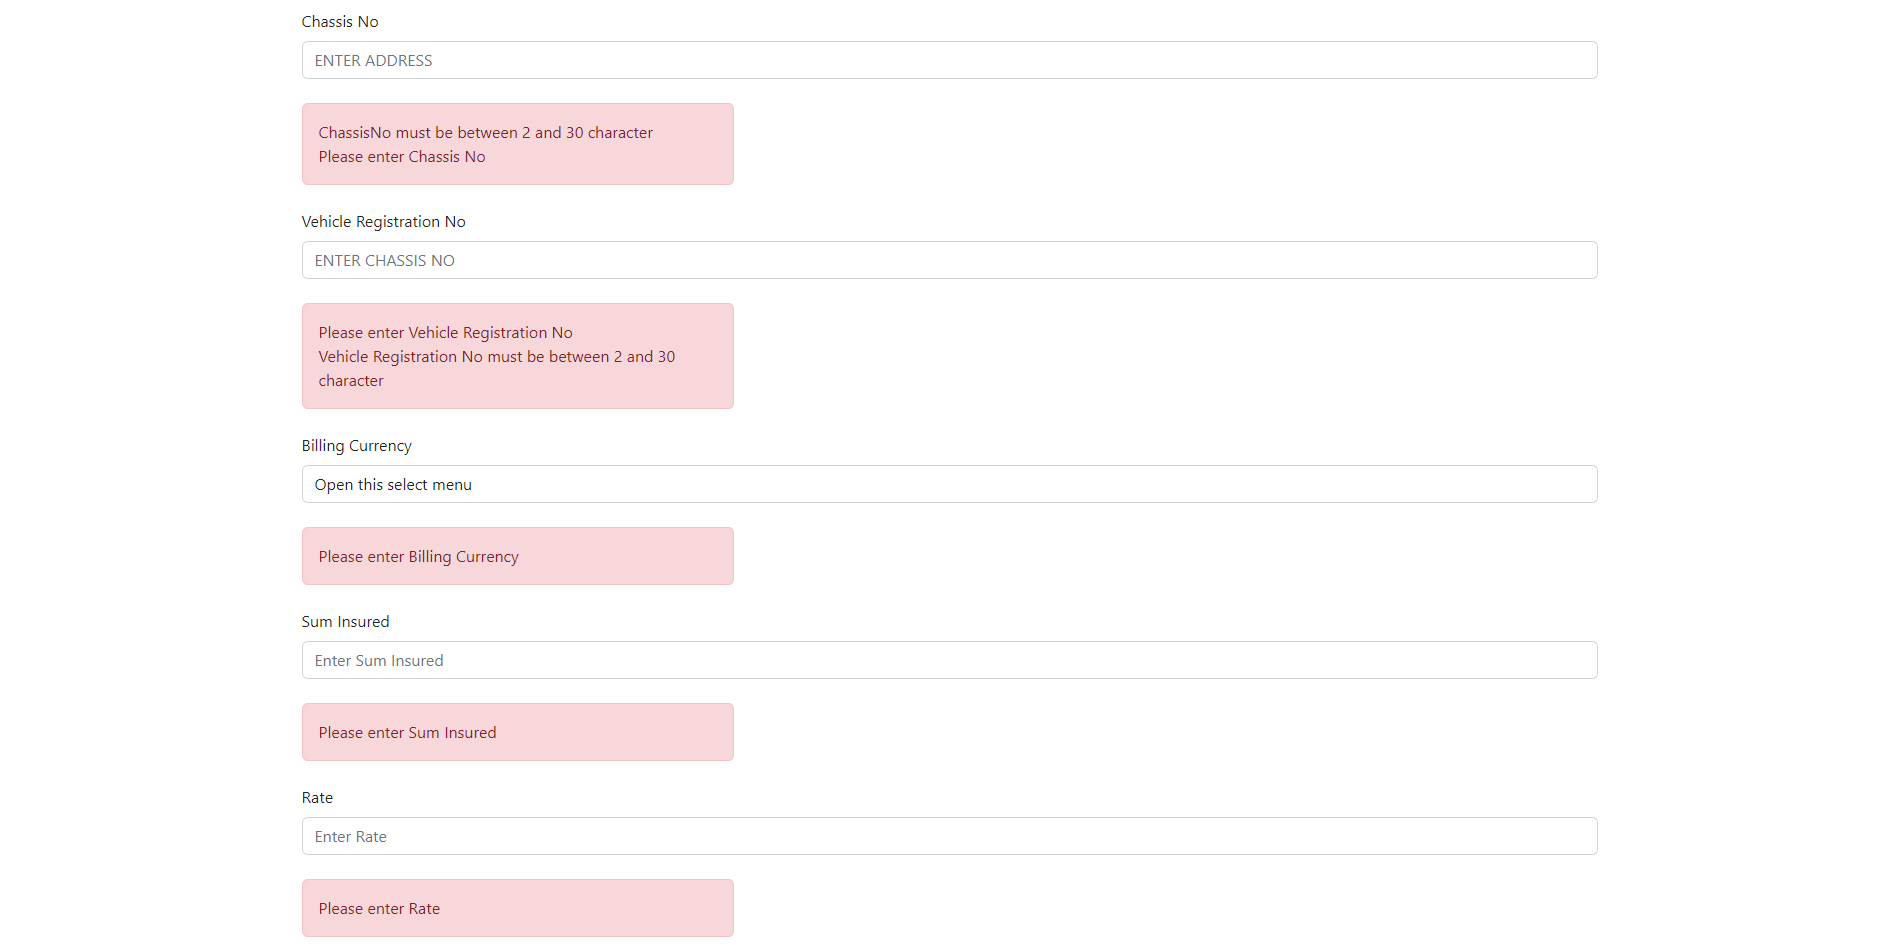 Chassis No
ENTER ADDRESS
ChassisNo must be between 2 and 30 character
Please enter Chassis No
Vehicle Registration No
ENTER CHASSIS NO
Please enter Vehicle Registration No
Vehicle Registration No must be between 2 and 30
character
Billing Currency
Open this select menu
Please enter Billing Currency
Sum Insured
Enter Sum Insured
Please enter Sum Insured
Rate
Enter Rate
Please enter Rate